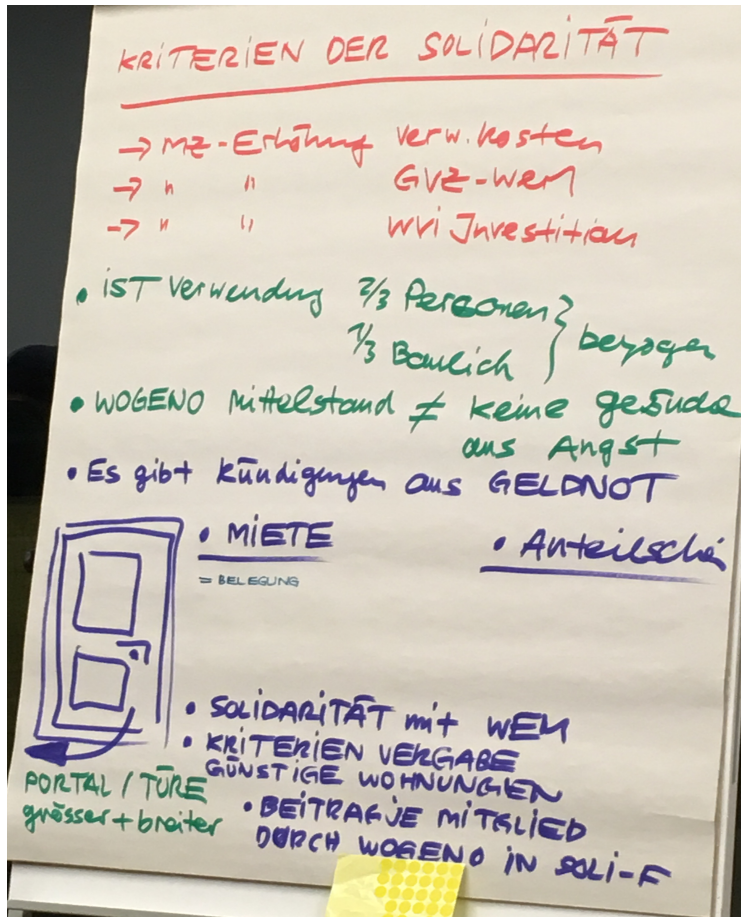 KRITERIEN DER SOLIDARITÄT
→ MZ-Erhöhung verw.kosten
→ " " GVZ-Wert
→ " " WVI Investition
• IST Verwendung 2/3 Personen } bezogen
1/3 Baulich
• WOGENO Mittelstand ≠ keine gesunde
aus Angst
• Es gibt Kündigungen aus GELDNOT
• MIETE
= BELEGUNG
• Anteilschei
• SOLIDARITÄT mit WEM
• KRITERIEN VERGABE
GÜNSTIGE WOHNUNGEN
PORTAL / TÜRE
grösser + breiter
• BEITRAG JE MITGLIED
DURCH WOGENO IN SOLI-F